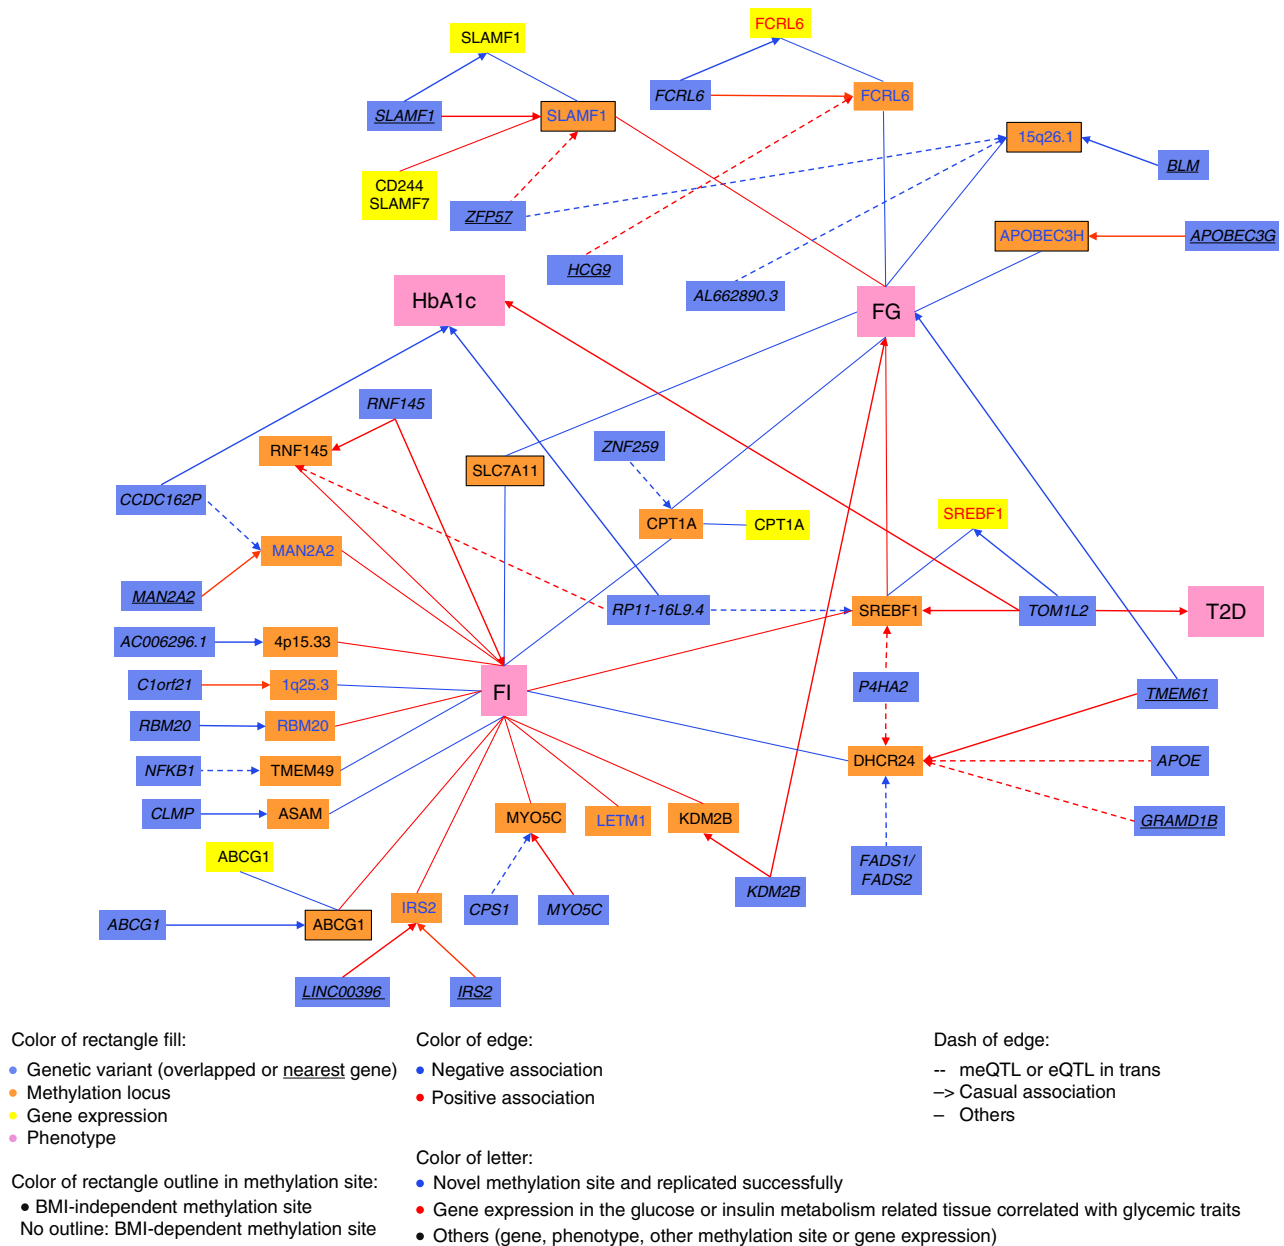 SLAMF1
FCRL6
SLAMF1
SLAMF1
FCRL6
FCRL6
15q26.1
BLM
CD244
SLAMF7
ZFP57
APOBEC3H
APOBEC3G
HCG9
AL662890.3
HbA1c
FG
RNF145
RNF145
ZNF259
SLC7A11
CCDC162P
CPT1A
CPT1A
SREBF1
MAN2A2
MAN2A2
RP11-16L9.4
SREBF1
TOM1L2
T2D
AC006296.1
4p15.33
C1orf21
1q25.3
FI
P4HA2
TMEM61
RBM20
RBM20
NFKB1
TMEM49
DHCR24
APOE
CLMP
ASAM
MYO5C
LETM1
KDM2B
GRAMD1B
ABCG1
FADS1/
FADS2
KDM2B
ABCG1
ABCG1
IRS2
CPS1
MYO5C
LINC00396
IRS2
Color of rectangle fill:
Genetic variant (overlapped or nearest gene)
Methylation locus
Gene expression
Phenotype
Color of rectangle outline in methylation site:
● BMI-independent methylation site
No outline: BMI-dependent methylation site
Color of edge:
Negative association
Positive association
Color of letter:
Novel methylation site and replicated successfully
Gene expression in the glucose or insulin metabolism related tissue correlated with glycemic traits
Others (gene, phenotype, other methylation site or gene expression)
Dash of edge:
-- meQTL or eQTL in trans
–> Casual association
– Others